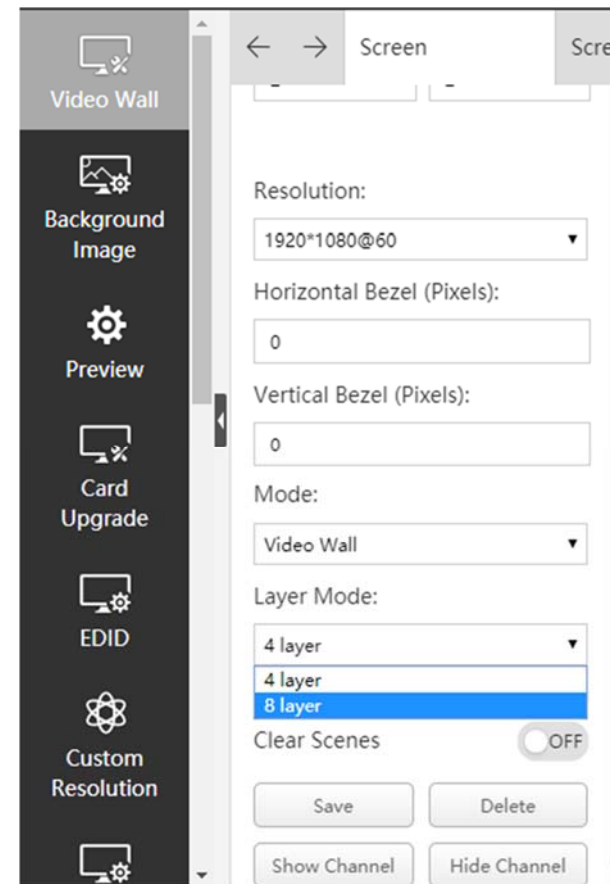 Video Wall
Background
Image
Preview
Card
Upgrade
EDID
Custom
Resolution
Screen
Scre
Resolution:
1920*1080@60
Horizontal Bezel (Pixels):
0
Vertical Bezel (Pixels):
0
Mode:
Video Wall
Layer Mode:
4 layer
4 layer
8 layer
Clear Scenes
OFF
Save
Delete
Show Channel
Hide Channel